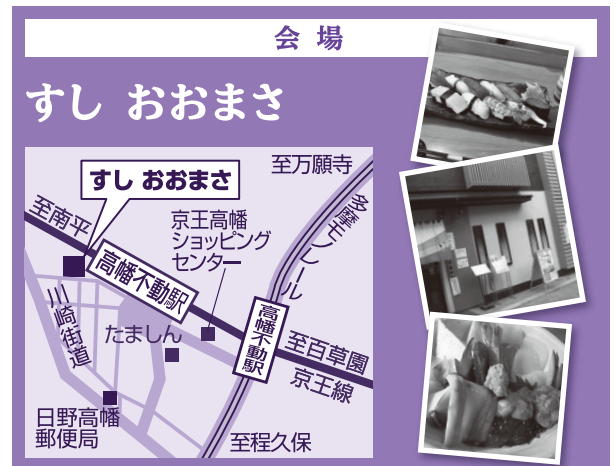 会 場
すし おおまさ
至万願寺
すし おおまさ
多摩モノレール
至南平
京王高幡
ショッピング
センター
高幡不動駅
川崎街道
たましん
高幡不動駅
至百草園
京王線
日野高幡
郵便局
至程久保